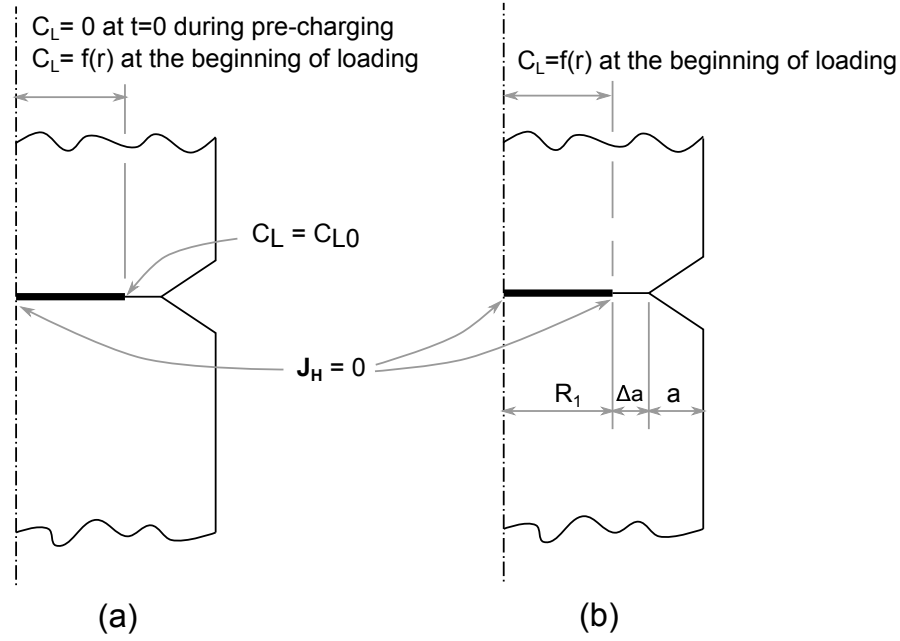 C_L= 0 at t=0 during pre-charging
C_L= f(r) at the beginning of loading
C_L=f(r) at the beginning of loading
C_L = C_L0
J_H = 0
R_1
Δa
a
(a)
(b)